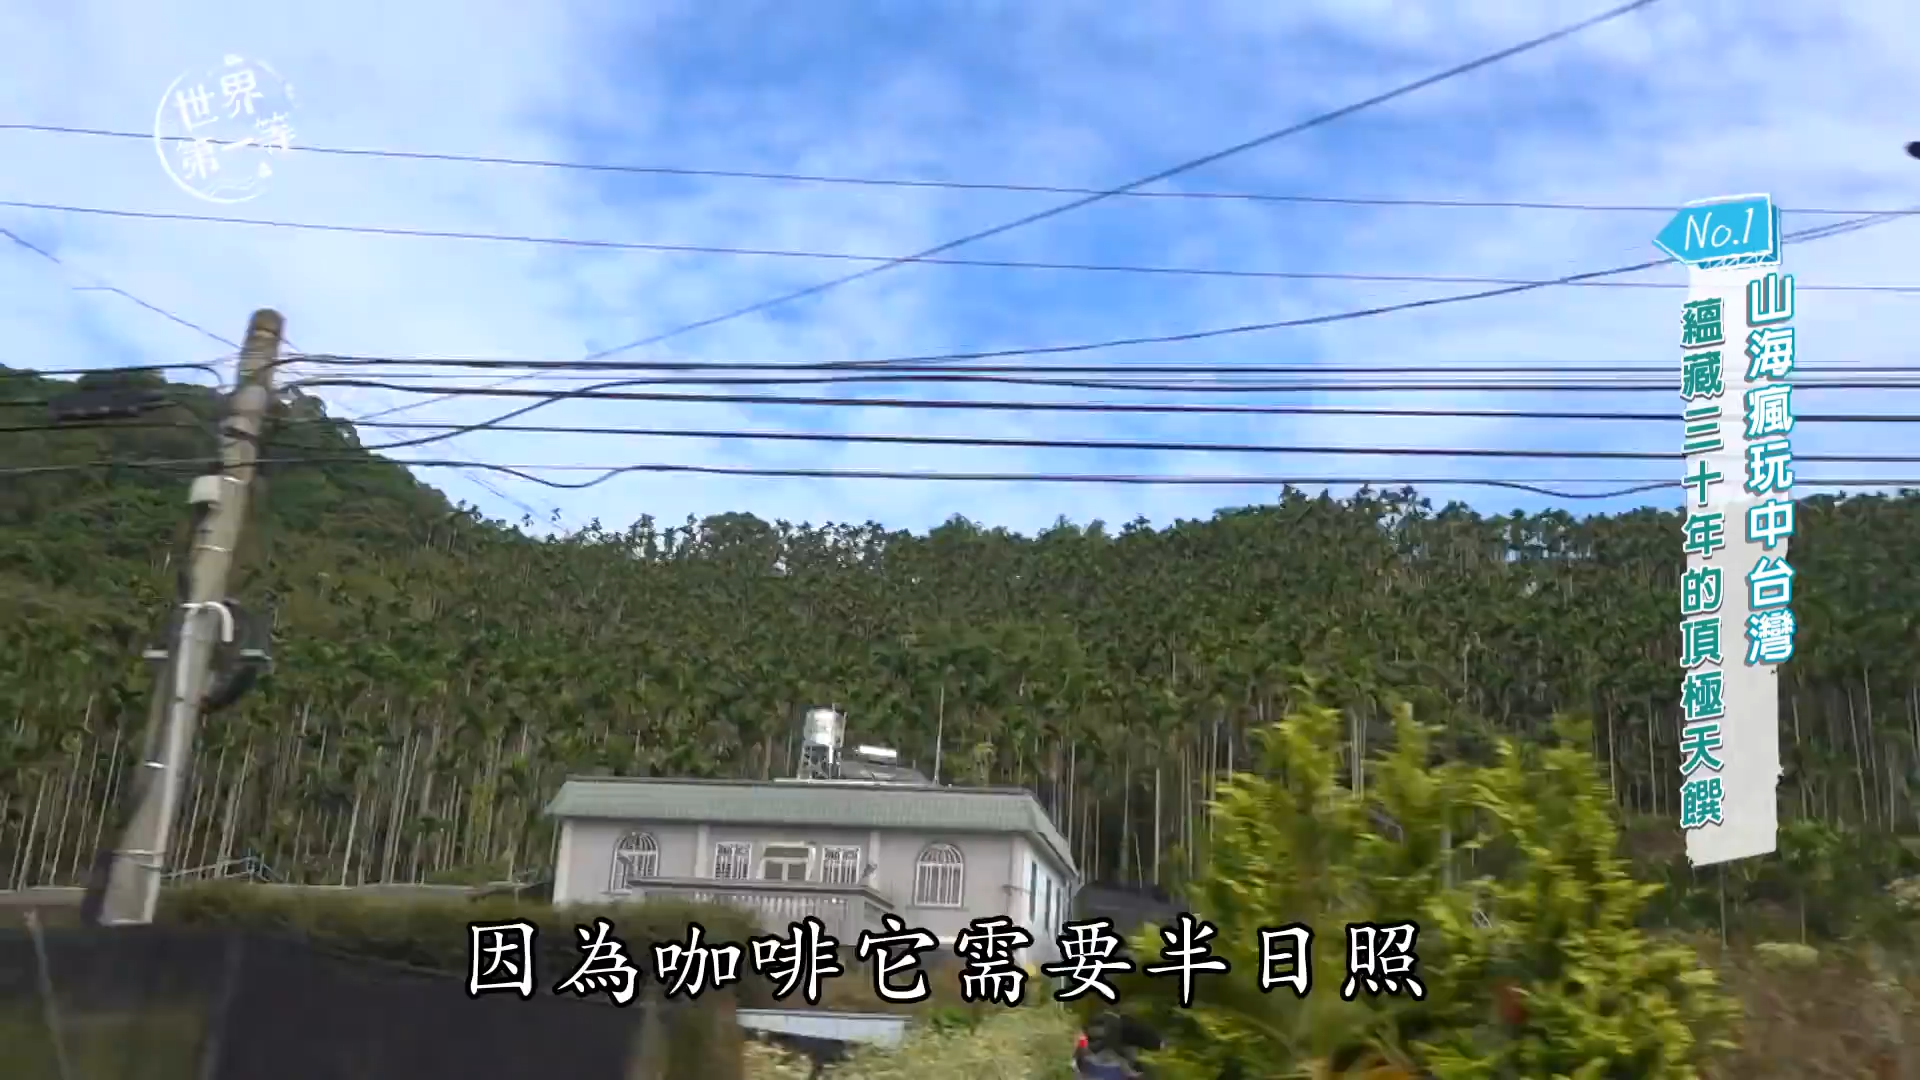 世界
第一等
No.1
山海瘋玩中台灣
蘊藏三十年的頂極天饌
因為咖啡它需要半日照